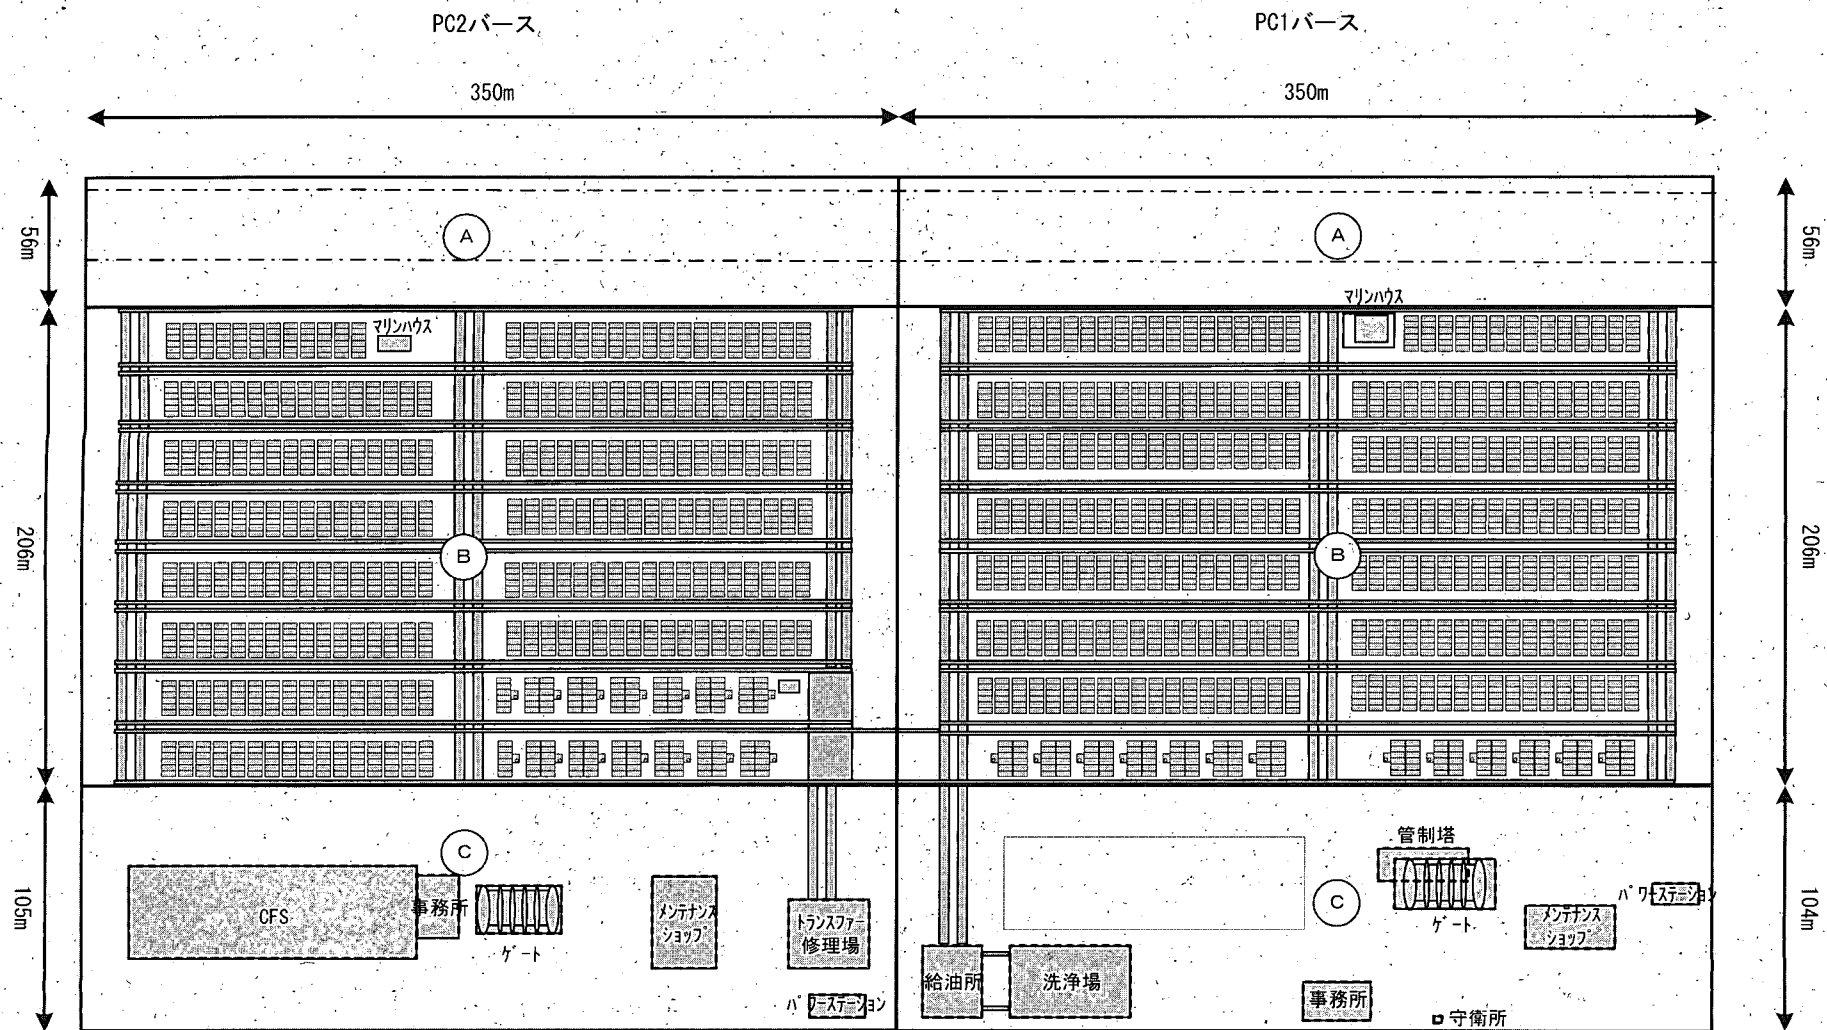 PC2バース
PC1バース
350m
350m
56m
56m
A
A
マリンハウス
マリンハウス
206m
206m
B
B
105m
104m
C
C
管制塔
CFS
事務所
ゲート
メンテナンス
ショップ
トランスファー
修理場
パワーステーション
給油所
洗浄場
事務所
守衛所
ゲート
メンテナンス
ショップ
パワーステーション